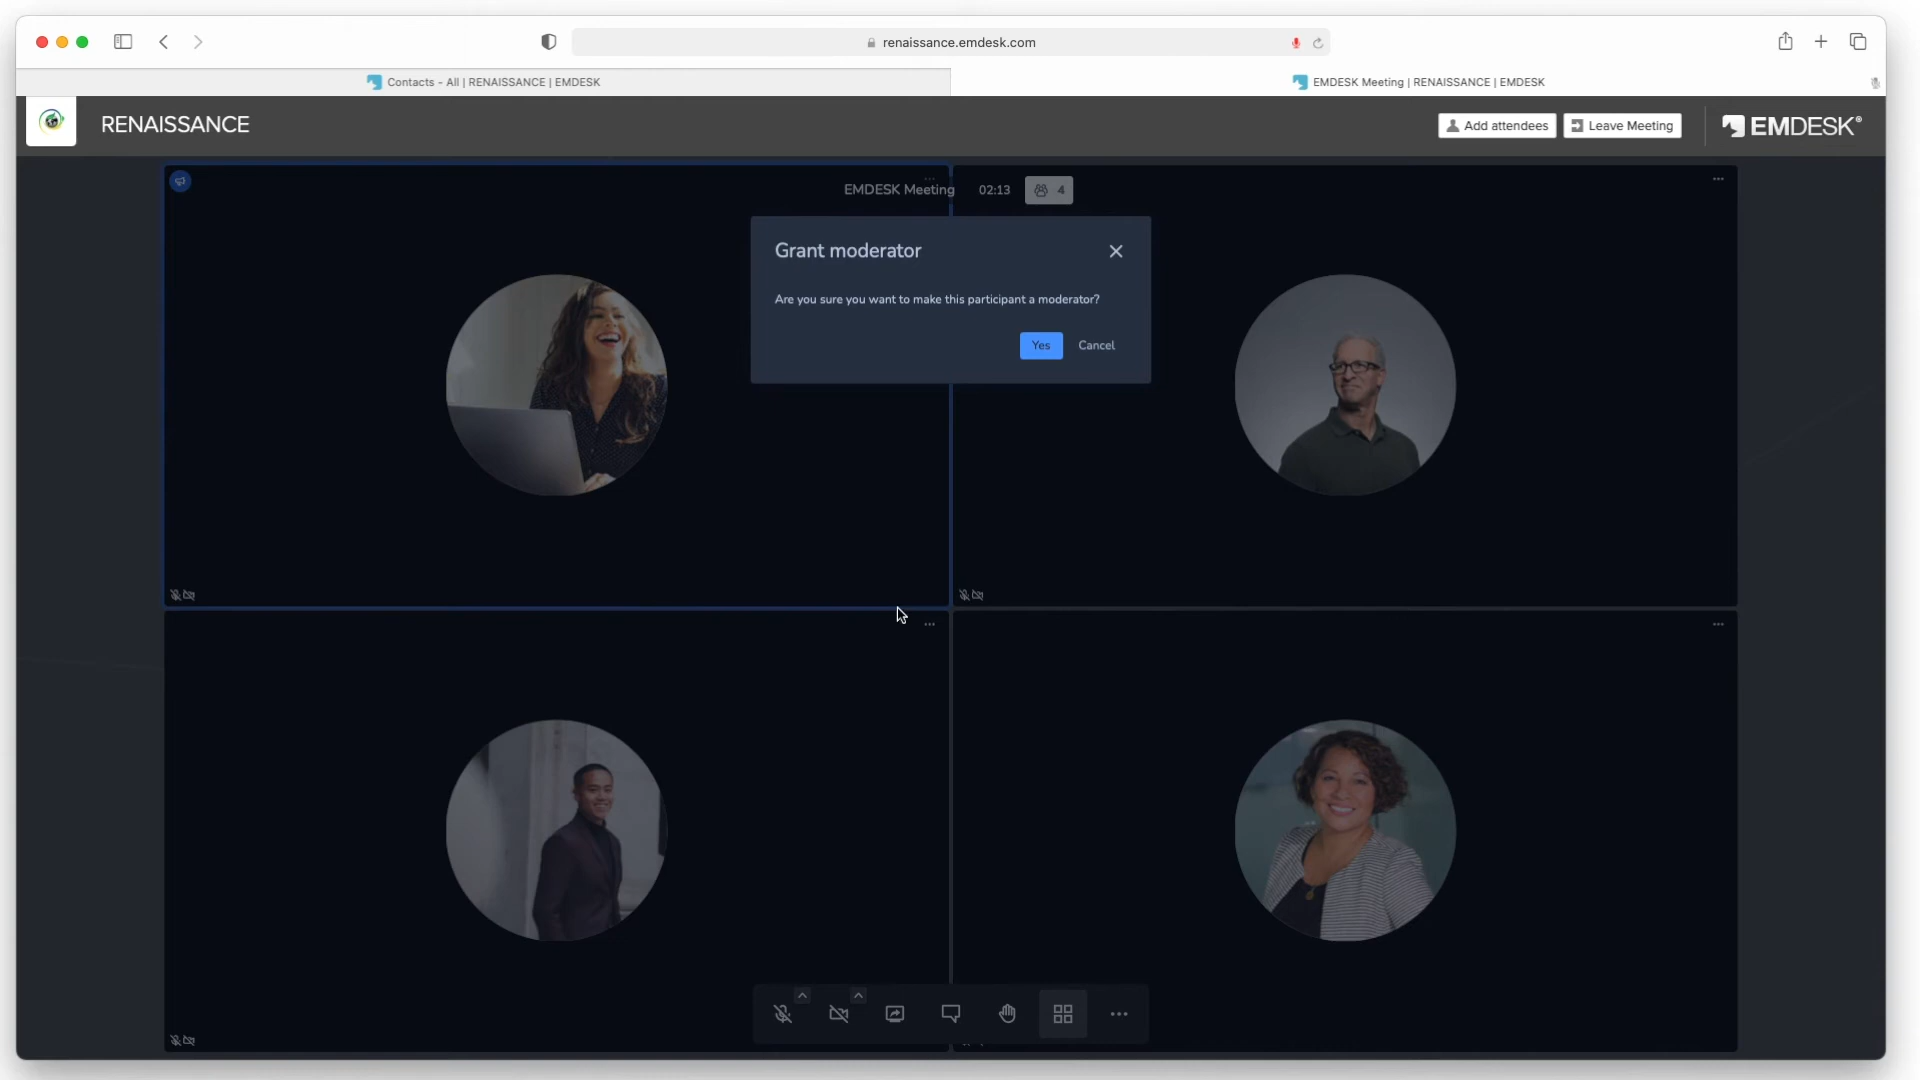 renaissance.emdesk.com
Contacts - All | RENAISSANCE | EMDESK
EMDESK Meeting | RENAISSANCE | EMDESK
RENAISSANCE
Add attendees
Leave Meeting
EMDESK®
EMDESK Meeting 02:13 4
Grant moderator
Are you sure you want to make this participant a moderator?
Yes Cancel